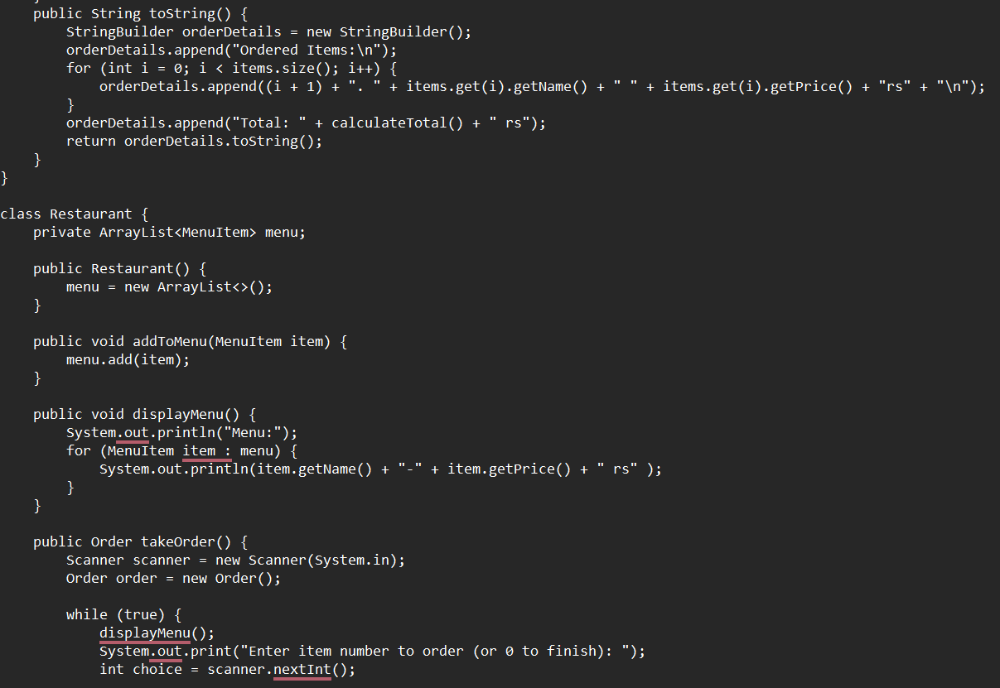 }
    public String toString() {
        StringBuilder orderDetails = new StringBuilder();
        orderDetails.append("Ordered Items:\n");
        for (int i = 0; i < items.size(); i++) {
            orderDetails.append((i + 1) + ". " + items.get(i).getName() + " " + items.get(i).getPrice() + "rs" + "\n");
        }
        orderDetails.append("Total: " + calculateTotal() + " rs");
        return orderDetails.toString();
    }
}

class Restaurant {
    private ArrayList<MenuItem> menu;

    public Restaurant() {
        menu = new ArrayList<>();
    }

    public void addToMenu(MenuItem item) {
        menu.add(item);
    }

    public void displayMenu() {
        System.out.println("Menu:");
        for (MenuItem item : menu) {
            System.out.println(item.getName() + "-" + item.getPrice() + " rs" );
        }
    }

    public Order takeOrder() {
        Scanner scanner = new Scanner(System.in);
        Order order = new Order();

        while (true) {
            displayMenu();
            System.out.print("Enter item number to order (or 0 to finish): ");
            int choice = scanner.nextInt();